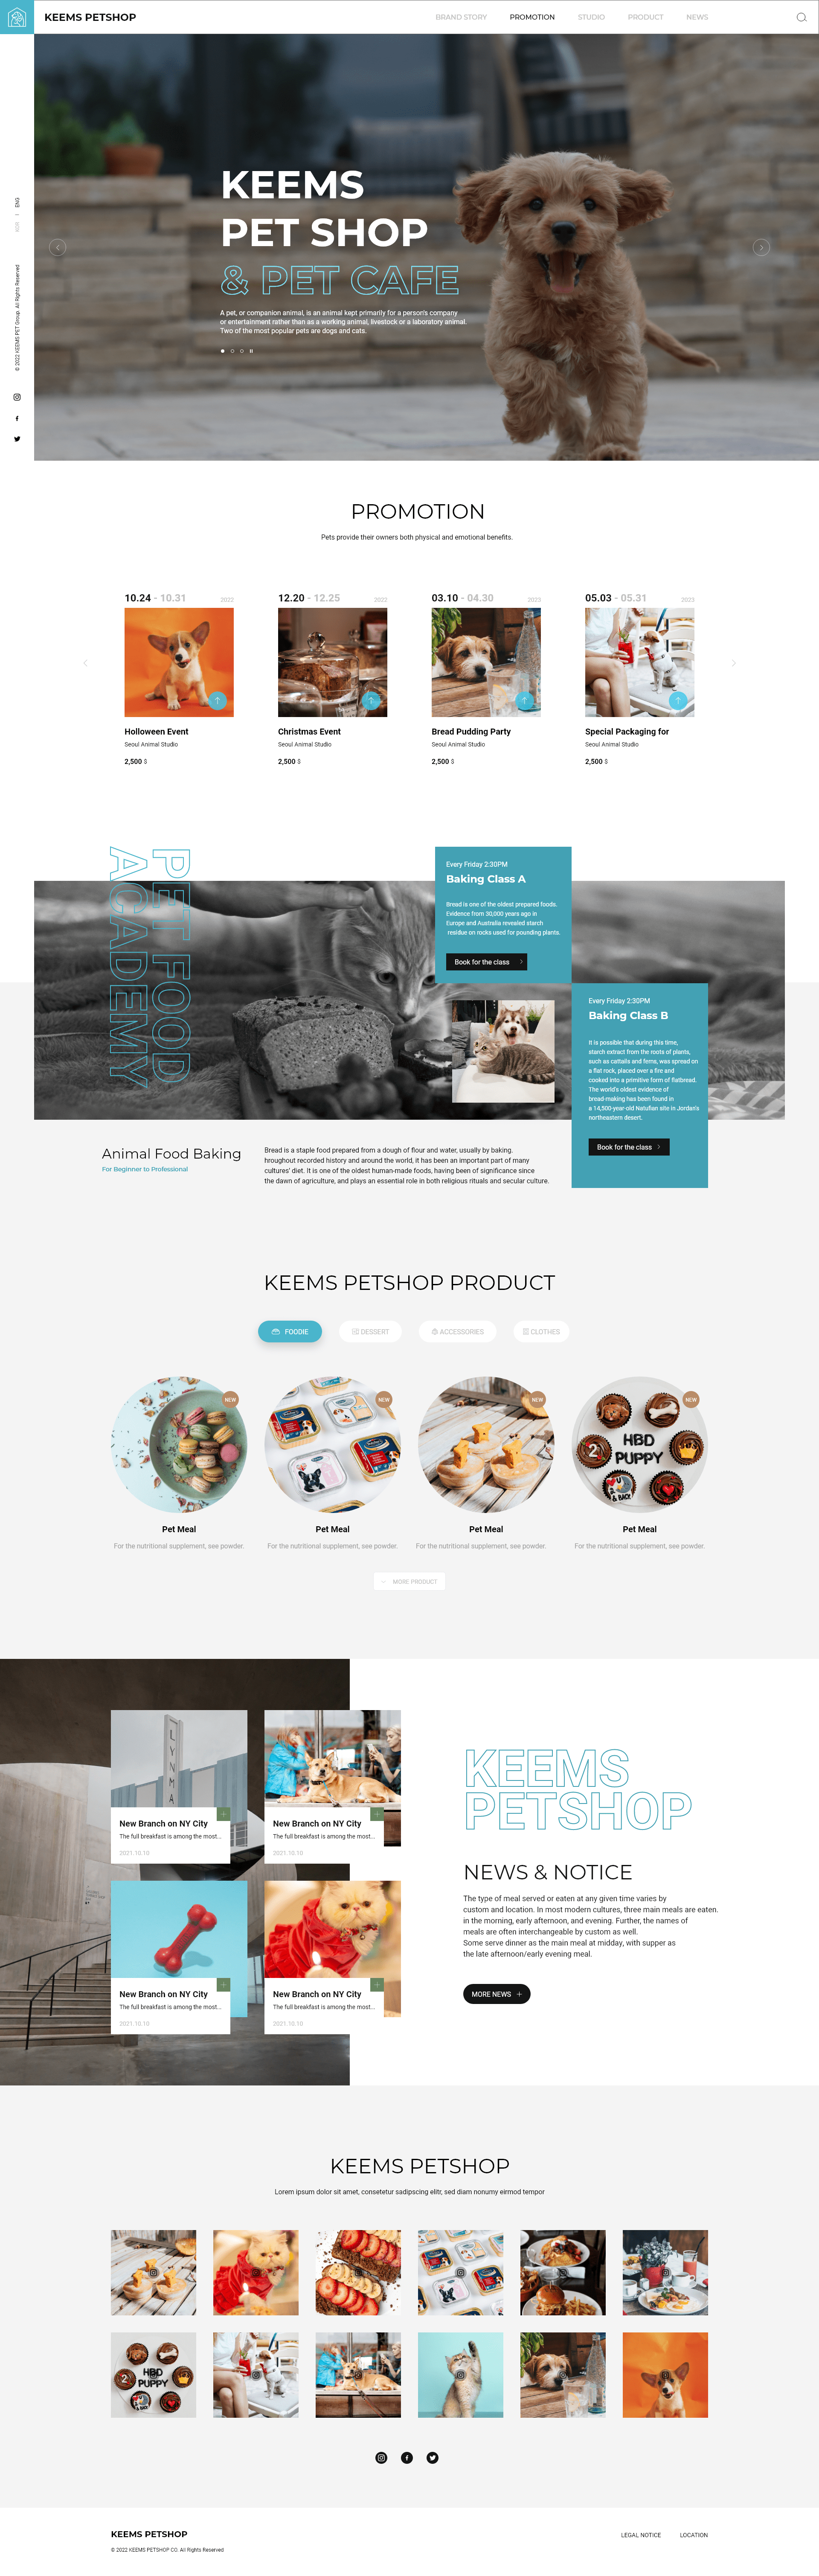 KEEMS PETSHOP
BRAND STORY
PROMOTION
STUDIO
PRODUCT
NEWS
KOR
ENG
© 2022 KEEMS PET Group. All Rights Reserved
KEEMS
PET SHOP
& PET CAFE
A pet, or companion animal, is an animal kept primarily for a person's company
or entertainment rather than as a working animal, livestock or a laboratory animal.
Two of the most popular pets are dogs and cats.
PROMOTION
Pets provide their owners both physical and emotional benefits.
10.24 - 10.31 2022
Holloween Event
Seoul Animal Studio
2,500 $
12.20 - 12.25 2022
Christmas Event
Seoul Animal Studio
2,500 $
03.10 - 04.30 2023
Bread Pudding Party
Seoul Animal Studio
2,500 $
05.03 - 05.31 2023
Special Packaging for
Seoul Animal Studio
2,500 $
PET FOOD
ACADEMY
Every Friday 2:30PM
Baking Class A
Bread is one of the oldest prepared foods.
Evidence from 30,000 years ago in
Europe and Australia revealed starch
residue on rocks used for pounding plants.
Book for the class
Every Friday 2:30PM
Baking Class B
It is possible that during this time,
starch extract from the roots of plants,
such as cattails and ferns, was spread on
a flat rock, placed over a fire and
cooked into a primitive form of flatbread.
The world's oldest evidence of
bread-making has been found in
a 14,500-year-old Natufian site in Jordan's
northeastern desert.
Book for the class
Animal Food Baking
For Beginner to Professional
Bread is a staple food prepared from a dough of flour and water, usually by baking.
hroughout recorded history and around the world, it has been an important part of many
cultures' diet. It is one of the oldest human-made foods, having been of significance since
the dawn of agriculture, and plays an essential role in both religious rituals and secular culture.
KEEMS PETSHOP PRODUCT
FOODIE
DESSERT
ACCESSORIES
CLOTHES
NEW
Pet Meal
For the nutritional supplement, see powder.
NEW
Pet Meal
For the nutritional supplement, see powder.
NEW
Pet Meal
For the nutritional supplement, see powder.
NEW
HBD
PUPPY
2
Pet Meal
For the nutritional supplement, see powder.
MORE PRODUCT
LYNMA
New Branch on NY City
The full breakfast is among the most...
2021.10.10
New Branch on NY City
The full breakfast is among the most...
2021.10.10
New Branch on NY City
The full breakfast is among the most...
2021.10.10
New Branch on NY City
The full breakfast is among the most...
2021.10.10
KEEMS
PETSHOP
NEWS & NOTICE
The type of meal served or eaten at any given time varies by
custom and location. In most modern cultures, three main meals are eaten.
in the morning, early afternoon, and evening. Further, the names of
meals are often interchangeable by custom as well.
Some serve dinner as the main meal at midday, with supper as
the late afternoon/early evening meal.
MORE NEWS +
KEEMS PETSHOP
Lorem ipsum dolor sit amet, consetetur sadipscing elitr, sed diam nonumy eirmod tempor
HBD
PUPPY
2
KEEMS PETSHOP
© 2022 KEEMS PETSHOP CO. All Rights Reserved
LEGAL NOTICE
LOCATION